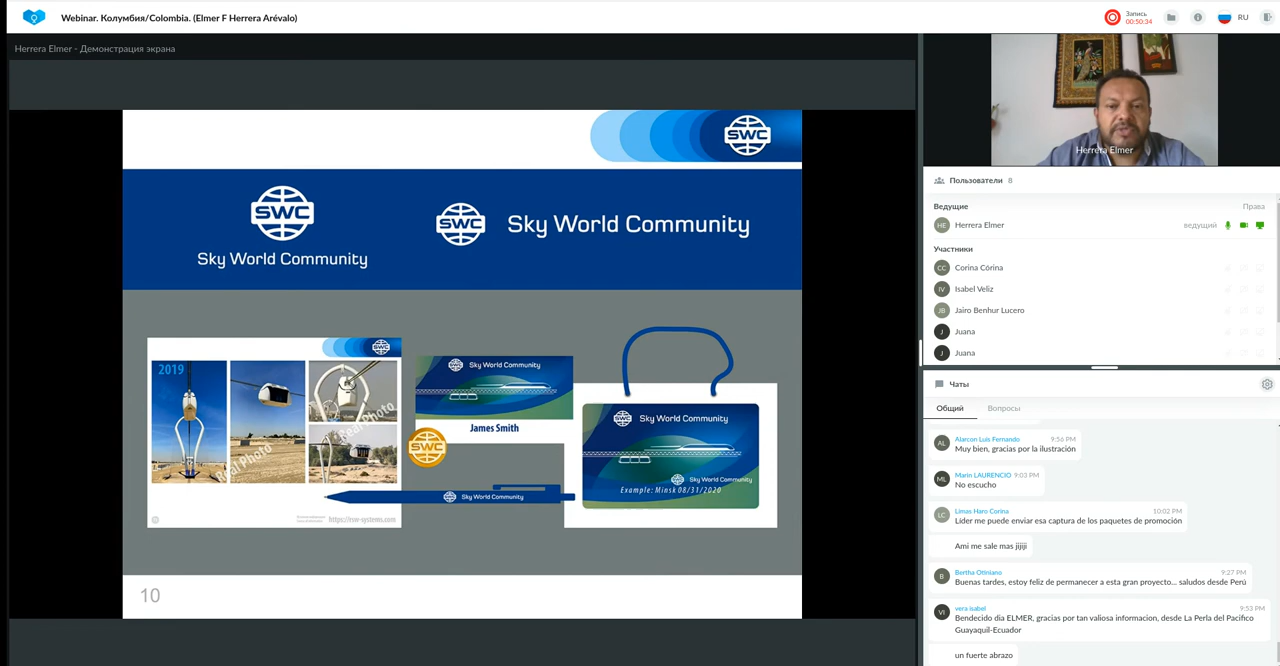 Webinar. Колумбия/Colombia. (Elmer F Herrera Arévalo)
Запись
00:50:34
RU
Herrera Elmer - Демонстрация экрана
SWC
SWC
Sky World Community
SWC
Sky World Community
SWC
2019
Real Photo
Real Photo
https://rsw-systems.com
SWC
Sky World Community
James Smith
SWC
SWC
Sky World Community
SWC
Sky World Community
SWC
Sky World Community
Example: Minsk 08/31/2020
10
Herrera Elmer
Пользователи 8
Ведущие
Права
HE
Herrera Elmer
ведущий
Участники
CC
Corina Córina
IV
Isabel Veliz
JB
Jairo Benhur Lucero
J
Juana
J
Juana
Чаты
Общий
Вопросы
AL
Alarcon Luis Fernando 9:56 PM
Muy bien, gracias por la ilustración
ML
Marin LAURENCIO 9:03 PM
No escucho
LC
Limas Haro Corina 10:02 PM
Líder me puede enviar esa captura de los paquetes de promoción
Ami me sale mas jijiji
B
Bertha Otiniano 9:27 PM
Buenas tardes, estoy feliz de permanecer a esta gran proyecto... saludos desde Perú
VI
vera isabel 9:53 PM
Bendecido dia ELMER, gracias por tan valiosa informacion, desde La Perla del Pacifico
Guayaquil-Ecuador
un fuerte abrazo